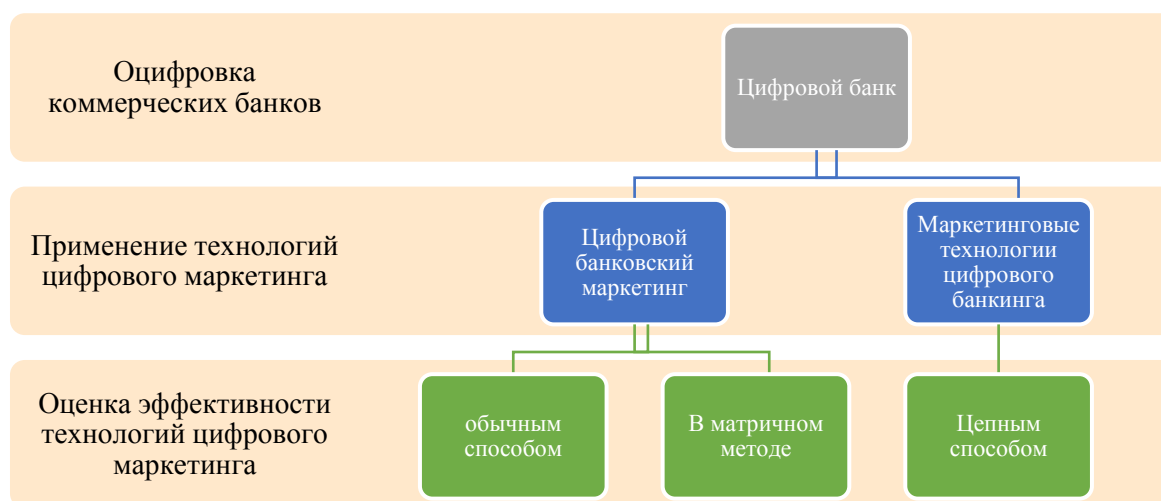 Оцифровка
коммерческих банков
Цифровой банк
Применение технологий
цифрового маркетинга
Цифровой
банковский
маркетинг
Маркетинговые
технологии
цифрового
банкинга
Оценка эффективности
технологий цифрового
маркетинга
обычным
способом
В матричном
методе
Цепным
способом